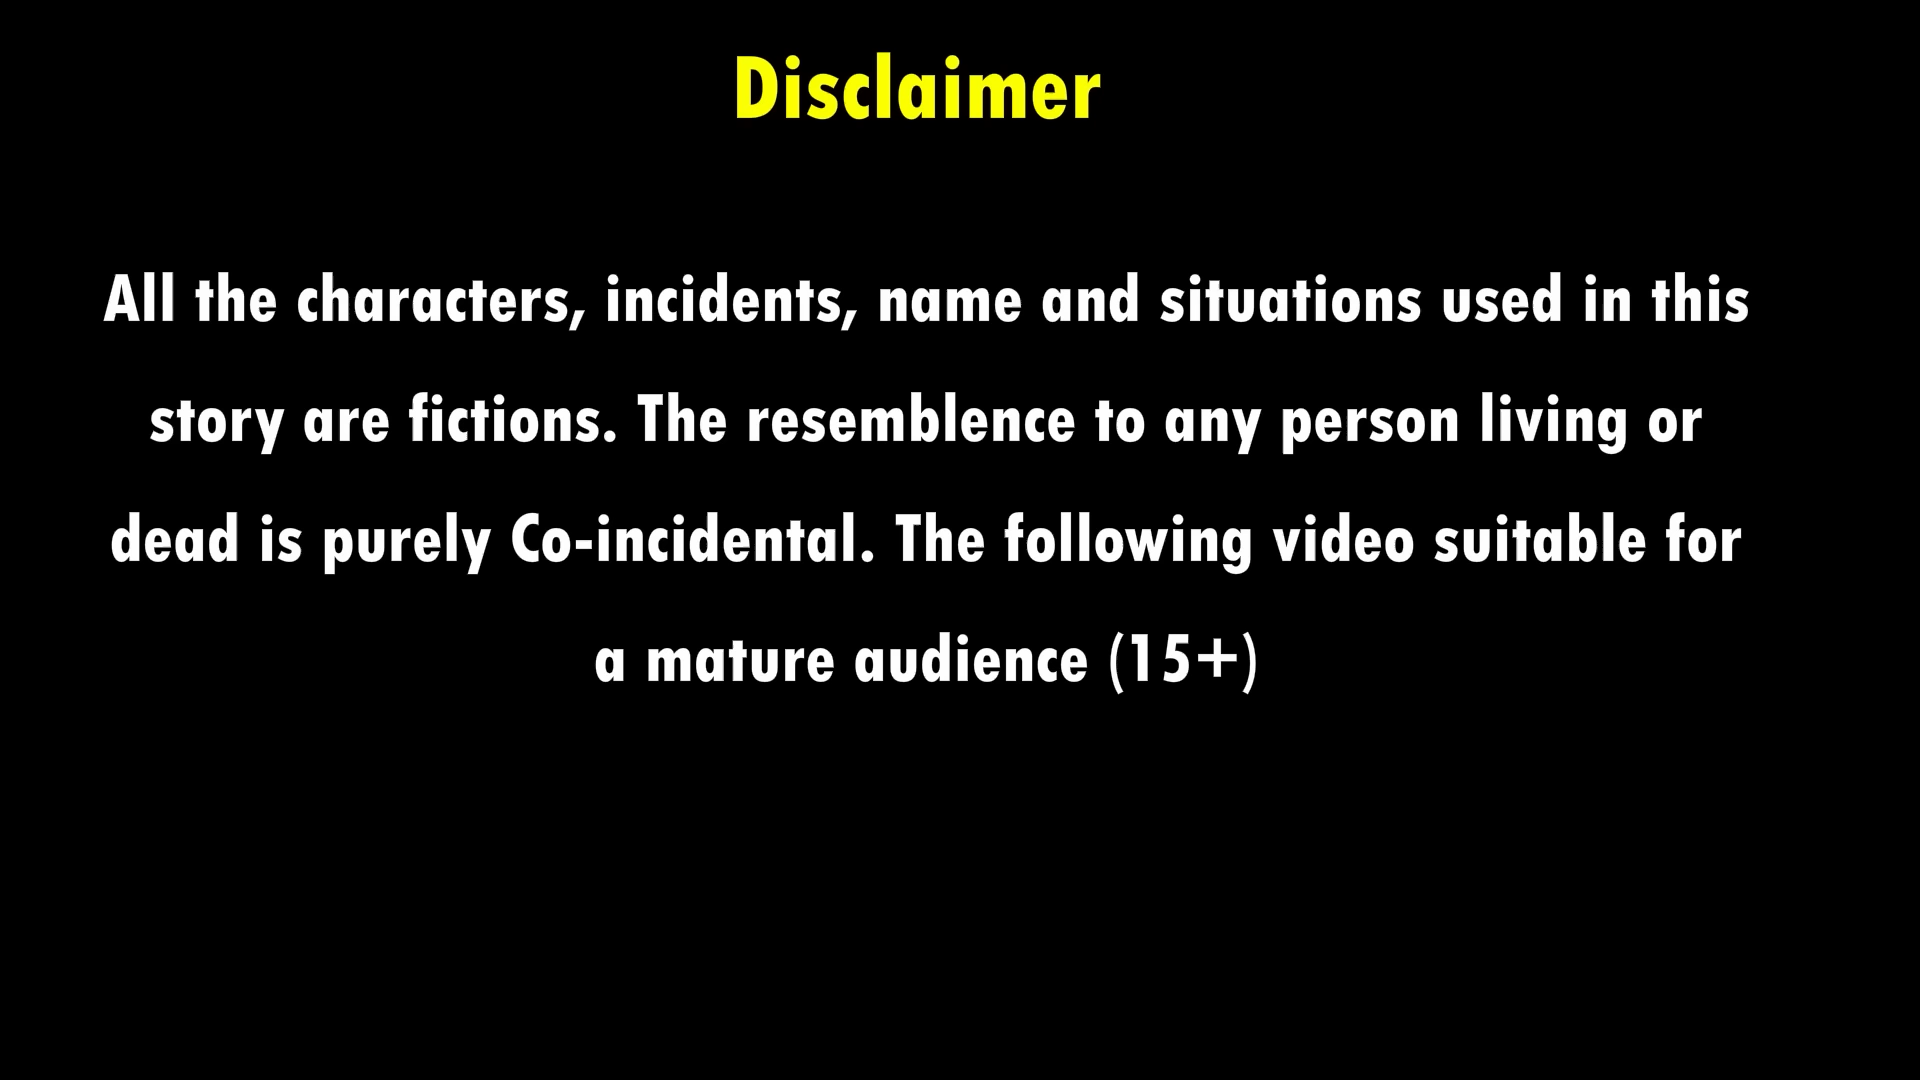 Disclaimer
All the characters, incidents, name and situations used in this
story are fictions. The resemblence to any person living or
dead is purely Co-incidental. The following video suitable for
a mature audience (15+)